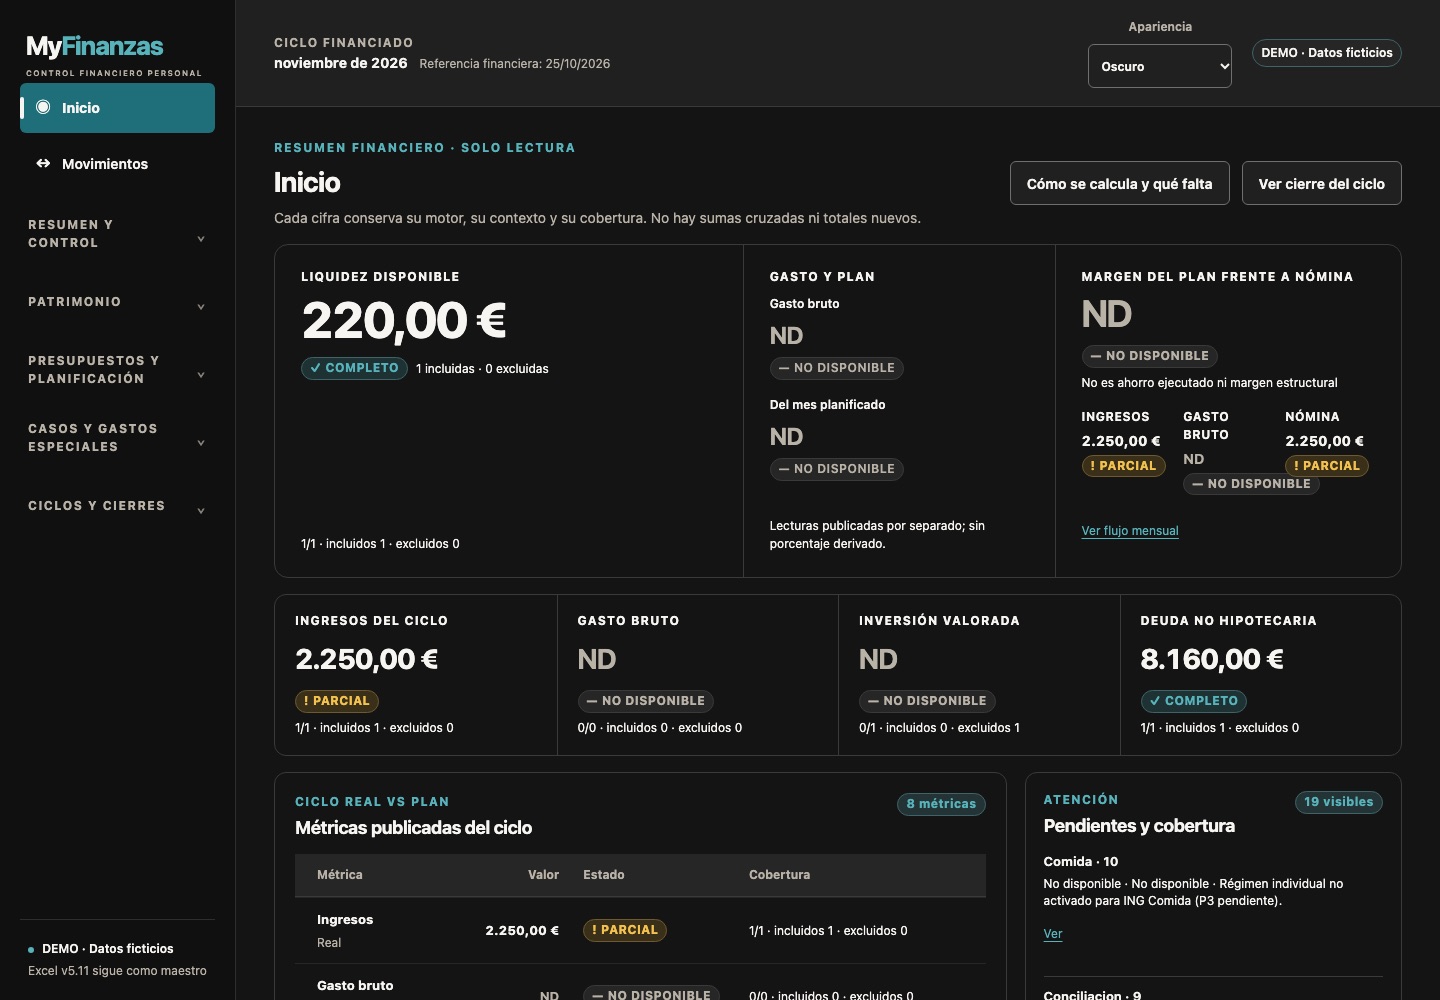 MyFinanzas
CONTROL FINANCIERO PERSONAL
Inicio
Movimientos
RESUMEN Y
CONTROL
PATRIMONIO
PRESUPUESTOS Y
PLANIFICACIÓN
CASOS Y GASTOS
ESPECIALES
CICLOS Y CIERRES
DEMO · Datos ficticios
Excel v5.11 sigue como maestro
CICLO FINANCIADO
noviembre de 2026 Referencia financiera: 25/10/2026
Apariencia
Oscuro
DEMO · Datos ficticios
RESUMEN FINANCIERO · SOLO LECTURA
Inicio
Cada cifra conserva su motor, su contexto y su cobertura. No hay sumas cruzadas ni totales nuevos.
Cómo se calcula y qué falta
Ver cierre del ciclo
LIQUIDEZ DISPONIBLE
220,00 €
✓ COMPLETO 1 incluidas · 0 excluidas
1/1 · incluidos 1 · excluidos 0
GASTO Y PLAN
Gasto bruto
ND
— NO DISPONIBLE
Del mes planificado
ND
— NO DISPONIBLE
Lecturas publicadas por separado; sin
porcentaje derivado.
MARGEN DEL PLAN FRENTE A NÓMINA
ND
— NO DISPONIBLE
No es ahorro ejecutado ni margen estructural
INGRESOS
2.250,00 €
! PARCIAL
GASTO
BRUTO
ND
— NO DISPONIBLE
NÓMINA
2.250,00 €
! PARCIAL
Ver flujo mensual
INGRESOS DEL CICLO
2.250,00 €
! PARCIAL
1/1 · incluidos 1 · excluidos 0
GASTO BRUTO
ND
— NO DISPONIBLE
0/0 · incluidos 0 · excluidos 0
INVERSIÓN VALORADA
ND
— NO DISPONIBLE
0/1 · incluidos 0 · excluidos 1
DEUDA NO HIPOTECARIA
8.160,00 €
✓ COMPLETO
1/1 · incluidos 1 · excluidos 0
CICLO REAL VS PLAN
8 métricas
Métricas publicadas del ciclo
Métrica Valor Estado Cobertura
Ingresos
Real
2.250,00 € ! PARCIAL 1/1 · incluidos 1 · excluidos 0
Gasto bruto
ND — NO DISPONIBLE 0/0 · incluidos 0 · excluidos 0
ATENCIÓN
19 visibles
Pendientes y cobertura
Comida · 10
No disponible · No disponible · Régimen individual no
activado para ING Comida (P3 pendiente).
Ver
Conciliacion · 9